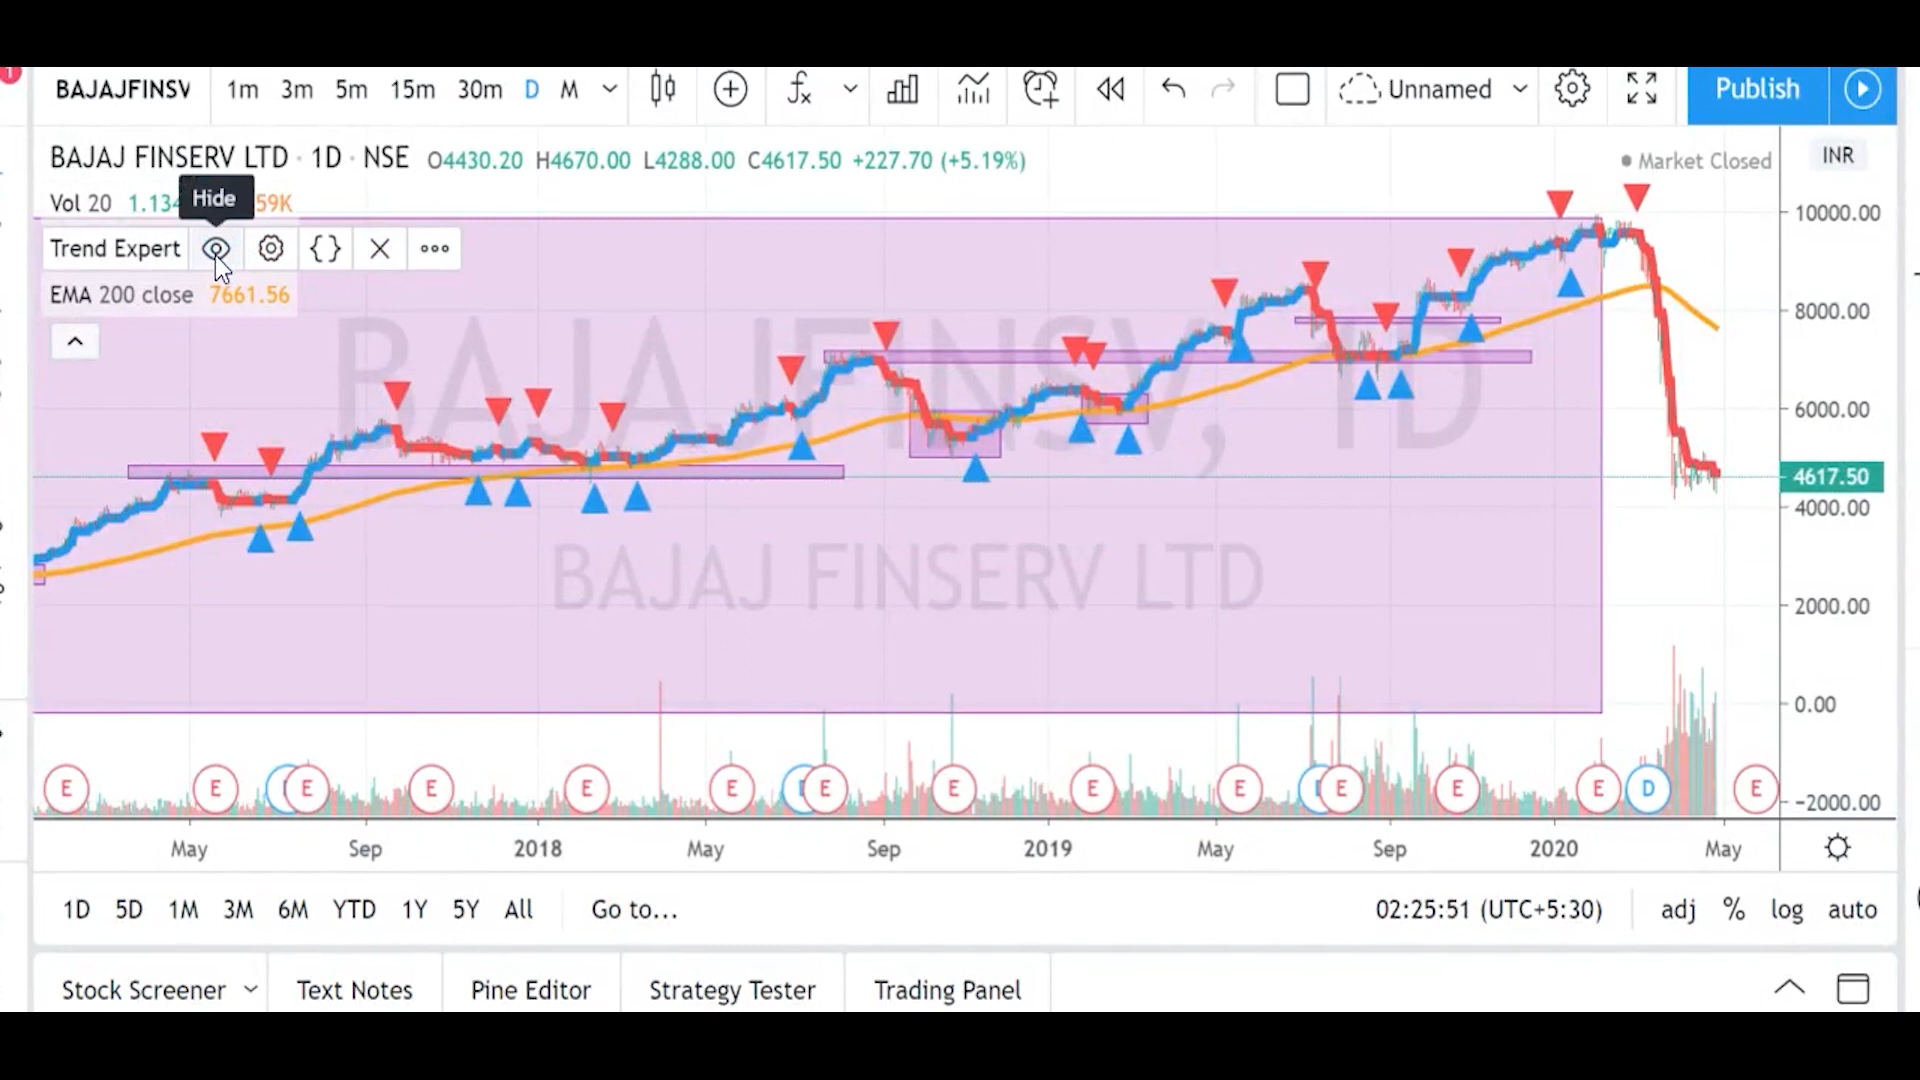 1
BAJAJFINSV 1m 3m 5m 15m 30m D M fx Unnamed Publish
BAJAJ FINSERV LTD · 1D · NSE O4430.20 H4670.00 L4288.00 C4617.50 +227.70 (+5.19%) Market Closed INR
Vol 20 1.134 59K
Hide
Trend Expert
EMA 200 close 7661.56
BAJAJFINSV, 1D
BAJAJ FINSERV LTD
10000.00
8000.00
6000.00
4617.50
4000.00
2000.00
0.00
−2000.00
E E E E E E E E E E E E E D E
May Sep 2018 May Sep 2019 May Sep 2020 May
1D 5D 1M 3M 6M YTD 1Y 5Y All Go to... 02:25:51 (UTC+5:30) adj % log auto
Stock Screener Text Notes Pine Editor Strategy Tester Trading Panel